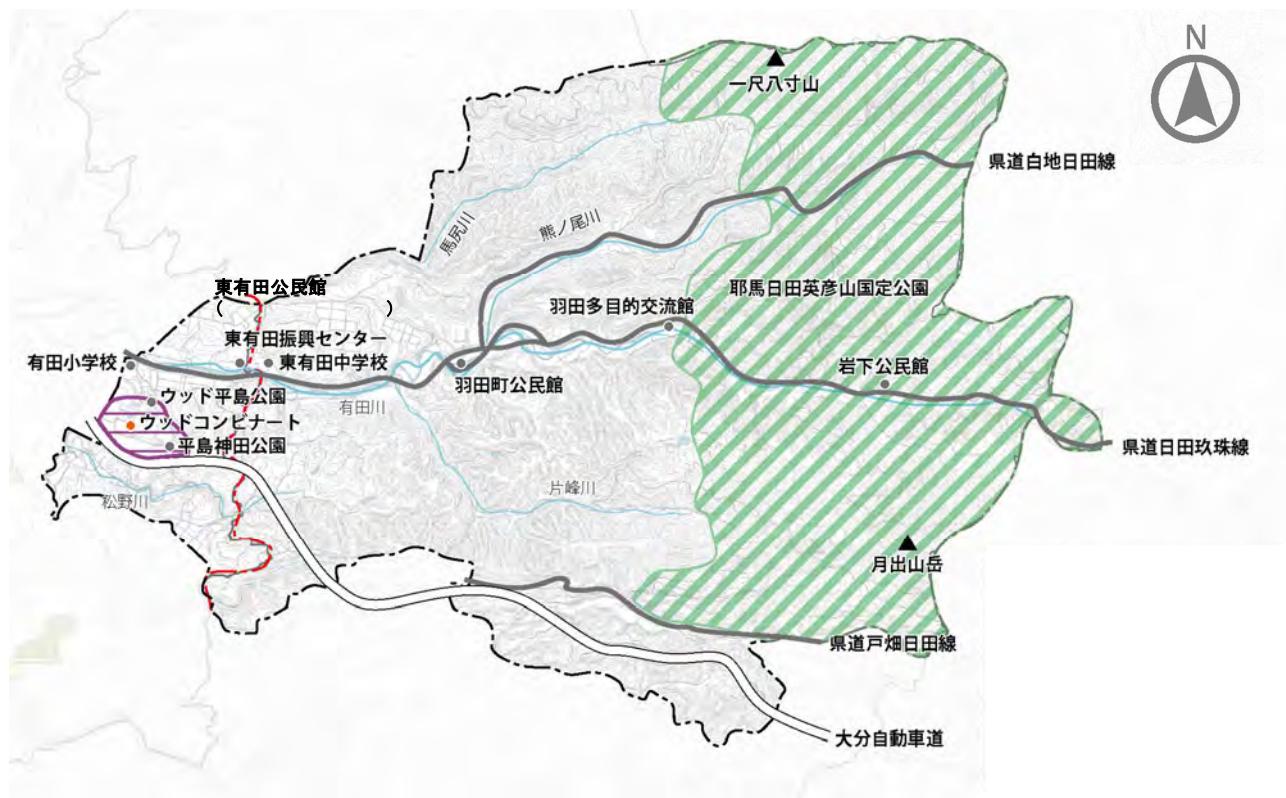 N
一尺八寸山
県道白地日田線
馬尻川
熊ノ尾川
東有田公民館
( )
耶馬日田英彦山国定公園
羽田多目的交流館
東有田振興センター
有田小学校
東有田中学校
岩下公民館
羽田町公民館
ウッド平島公園
有田川
ウッドコンビナート
平島神田公園
県道日田玖珠線
片峰川
松野川
月出山岳
県道戸畑日田線
大分自動車道